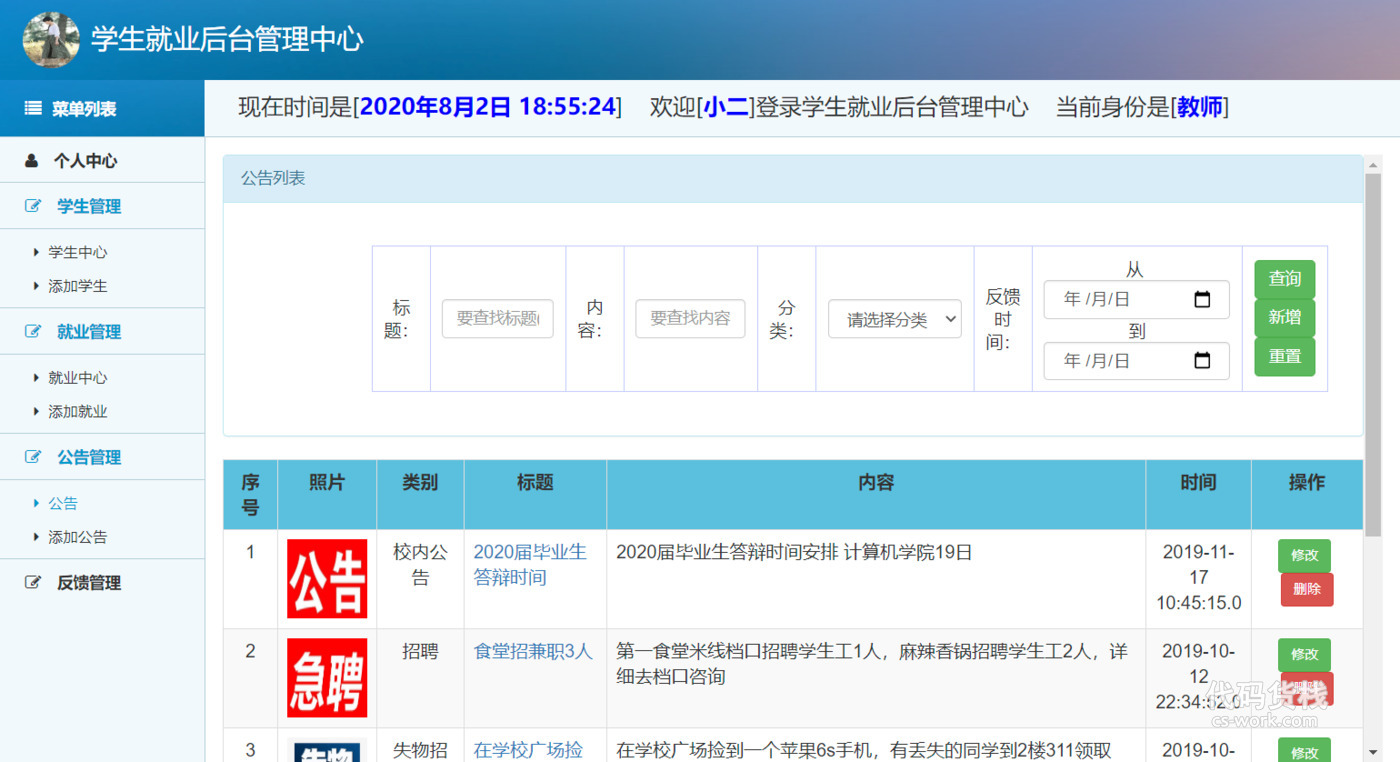 学生就业后台管理中心
菜单列表
现在时间是[2020年8月2日 18:55:24] 欢迎[小二]登录学生就业后台管理中心 当前身份是[教师]
个人中心
学生管理
学生中心
添加学生
就业管理
就业中心
添加就业
公告管理
公告
添加公告
反馈管理
公告列表
标
题:
要查找标题(
内
容:
要查找内容
分
类:
请选择分类
反馈
时
间:
从
年 /月/日
到
年 /月/日
查询
新增
重置
序
号
照片
类别
标题
内容
时间
操作
1
公告
校内公
告
2020届毕业生
答辩时间
2020届毕业生答辩时间安排 计算机学院19日
2019-11-
17
10:45:15.0
修改
删除
2
急聘
招聘
食堂招兼职3人
第一食堂米线档口招聘学生工1人，麻辣香锅招聘学生工2人，详
细去档口咨询
2019-10-
12
修改
3
失物招
在学校广场捡
在学校广场捡到一个苹果6s手机，有丢失的同学到2楼311领取
2019-10-
修改
代码货栈
cs-work.com